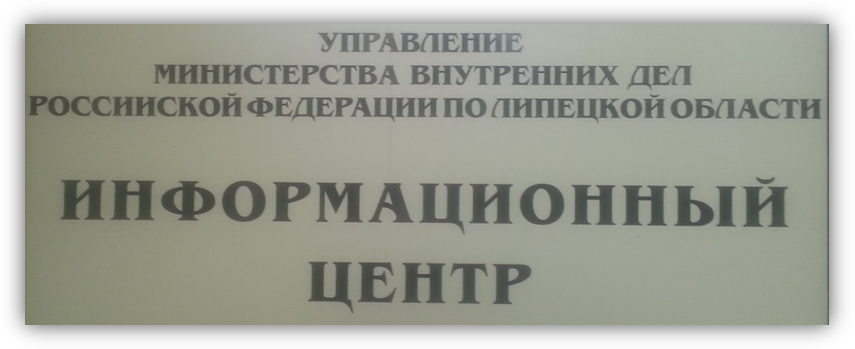 УПРАВЛЕНИЕ
МИНИСТЕРСТВА ВНУТРЕННИХ ДЕЛ
РОССИЙСКОЙ ФЕДЕРАЦИИ ПО ЛИПЕЦКОЙ ОБЛАСТИ
ИНФОРМАЦИОННЫЙ
ЦЕНТР